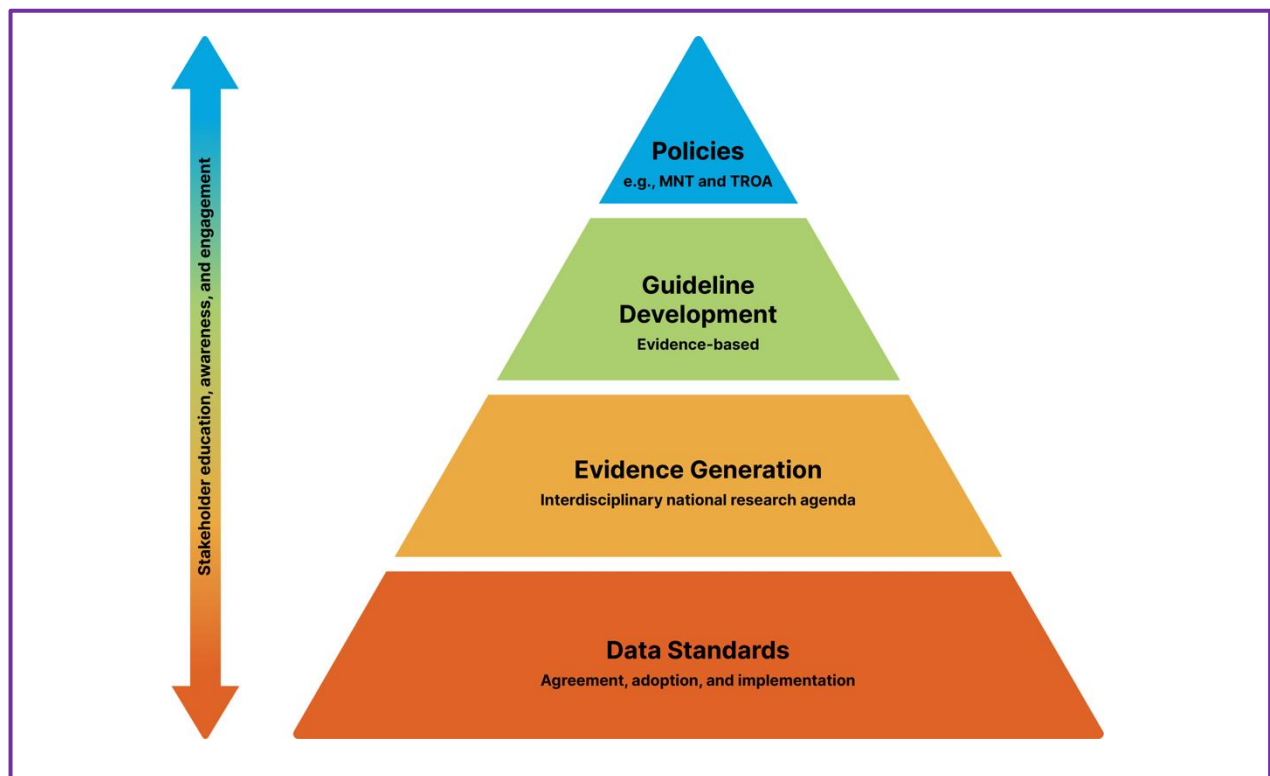 Stakeholder education, awareness, and engagement
Policies
e.g., MNT and TROA
Guideline
Development
Evidence-based
Evidence Generation
Interdisciplinary national research agenda
Data Standards
Agreement, adoption, and implementation